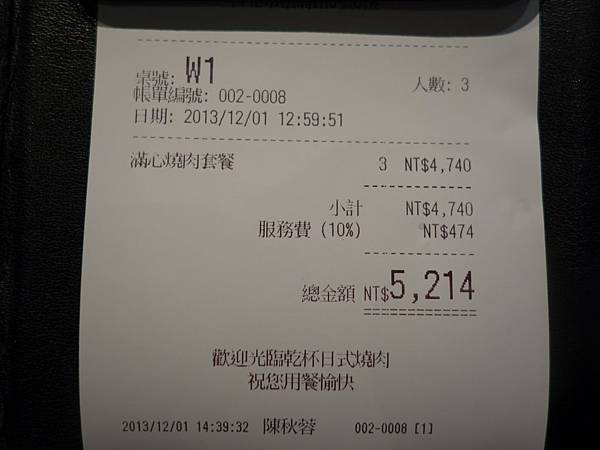 桌號: W1 人數: 3
帳單編號: 002-0008
日期: 2013/12/01 12:59:51
滿心燒肉套餐 3 NT$4,740
小計 NT$4,740
服務費 (10%) NT$474
總金額 NT$5,214
歡迎光臨乾杯日式燒肉
祝您用餐愉快
2013/12/01 14:39:32 陳秋蓉 002-0008 [1]